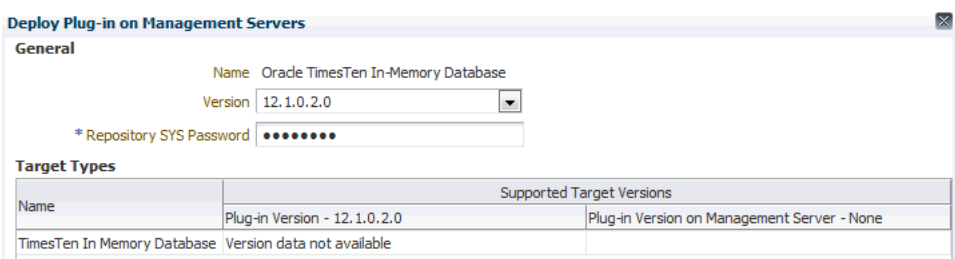 Deploy Plug-in on Management Servers
General
Name Oracle TimesTen In-Memory Database
Version 12.1.0.2.0
* Repository SYS Password ●●●●●●●●
Target Types
Name
Supported Target Versions
Plug-in Version - 12.1.0.2.0 Plug-in Version on Management Server - None
TimesTen In Memory Database Version data not available